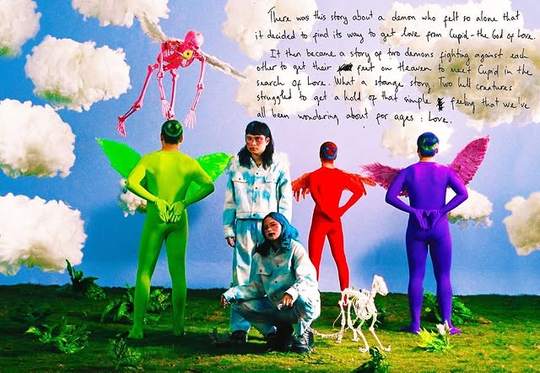 There was this story about a demon who felt so alone that
it decided to find its way to get love from Cupid - the God of Love.
It then became a story of two demons fighting against each
other to get their feet on Heaven to meet Cupid in the
search of Love. What a strange story. Two hell creatures
struggled to get a hold of that simple feeling that we've
all been wondering about for ages : Love.